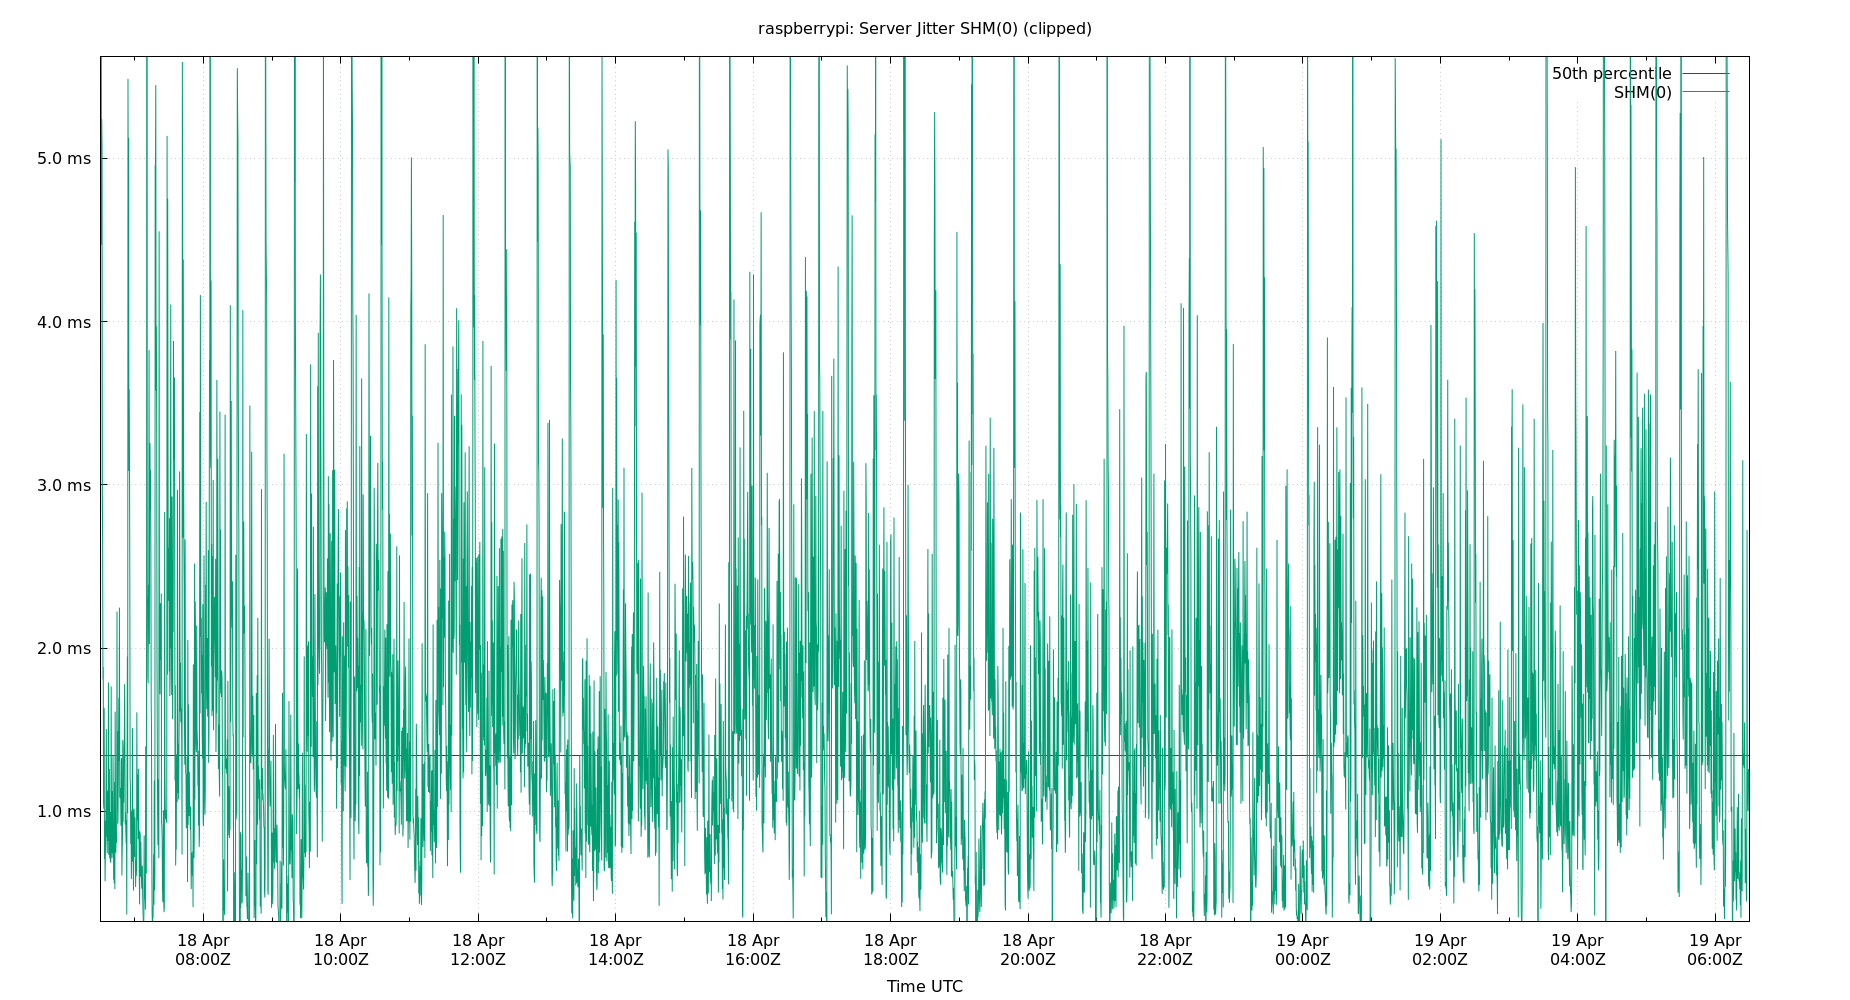 raspberrypi: Server Jitter SHM(0) (clipped)
50th percentile
SHM(0)
5.0 ms
4.0 ms
3.0 ms
2.0 ms
1.0 ms
18 Apr 18 Apr 18 Apr 18 Apr 18 Apr 18 Apr 18 Apr 18 Apr 19 Apr 19 Apr 19 Apr 19 Apr
08:00Z 10:00Z 12:00Z 14:00Z 16:00Z 18:00Z 20:00Z 22:00Z 00:00Z 02:00Z 04:00Z 06:00Z
Time UTC